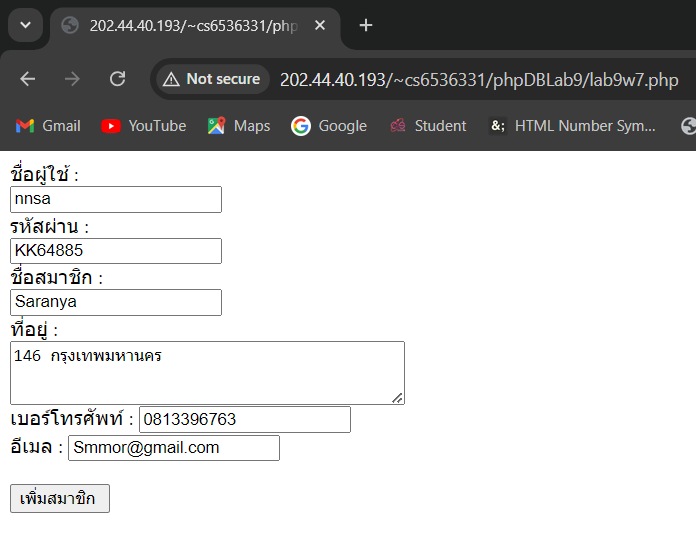 202.44.40.193/~cs6536331/php
Not secure 202.44.40.193/~cs6536331/phpDBLab9/lab9w7.php
Gmail YouTube Maps Google Student &; HTML Number Sym...
ชื่อผู้ใช้ :
nnsa
รหัสผ่าน :
KK64885
ชื่อสมาชิก :
Saranya
ที่อยู่ :
146 กรุงเทพมหานคร
เบอร์โทรศัพท์ : 0813396763
อีเมล : Smmor@gmail.com
เพิ่มสมาชิก